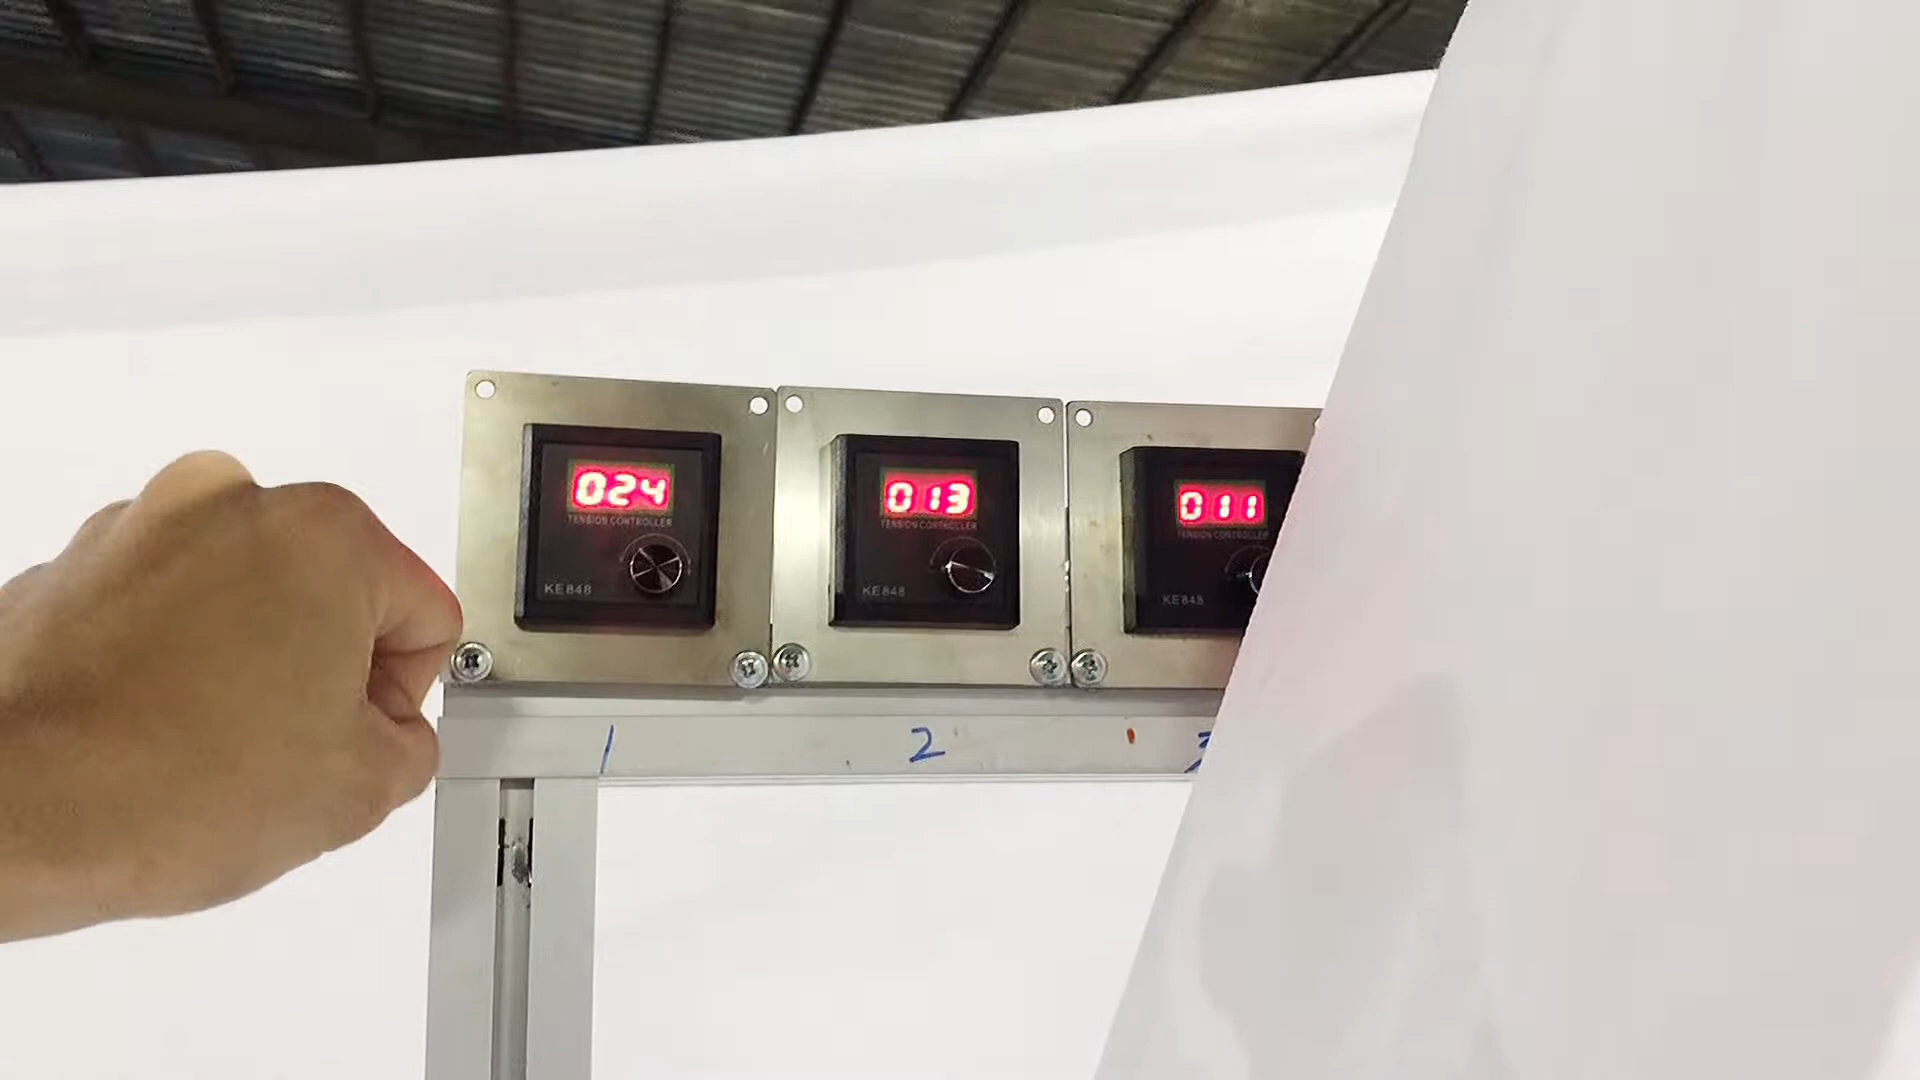 024
TENSION CONTROLLER
KE848
013
TENSION CONTROLLER
KE848
011
TENSION CONTROLLER
KE848
1
2